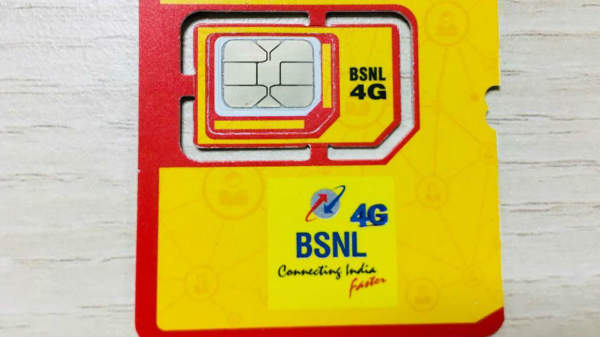 BSNL
4G
4G
BSNL
Connecting India
Faster